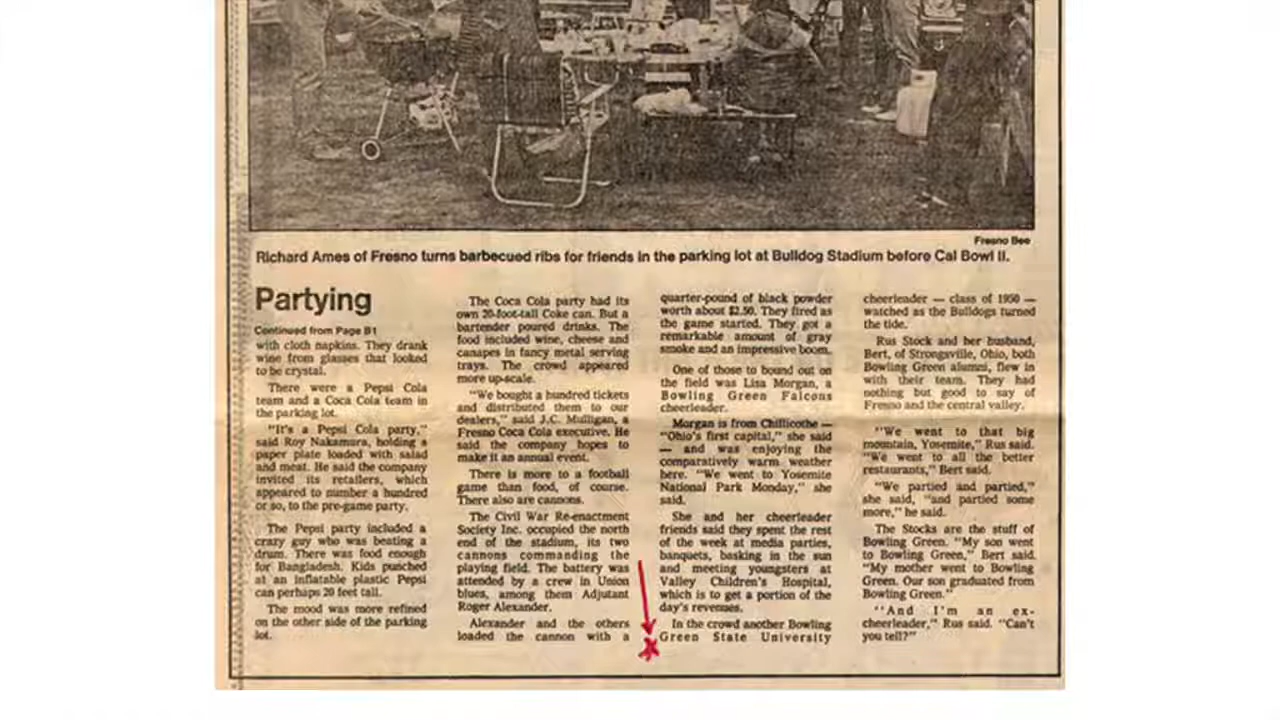 Fresno Bee
Richard Ames of Fresno turns barbecued ribs for friends in the parking lot at Bulldog Stadium before Cal Bowl II.
Partying
Continued from Page B1
with cloth napkins. They drank
wine from glasses that looked
to be crystal.
There were a Pepsi Cola
team and a Coca Cola team in
the parking lot.
"It's a Pepsi Cola party,"
said Roy Nakamura, holding a
paper plate loaded with salad
and meat. He said the company
invited its retailers, which
appeared to number a hundred
or so, to the pre-game party.
The Pepsi party included a
crazy guy who was beating a
drum. There was food enough
for Bangladesh. Kids punched
at an inflatable plastic Pepsi
can perhaps 20 feet tall.
The mood was more refined
on the other side of the parking
lot.
The Coca Cola party had its
own 20-foot-tall Coke can. But a
bartender poured drinks. The
food included wine, cheese and
canapes in fancy metal serving
trays. The crowd appeared
more up-scale.
"We bought a hundred tickets
and distributed them to our
dealers," said J.C. Mulligan, a
Fresno Coca Cola executive. He
said the company hopes to
make it an annual event.
There is more to a football
game than food, of course.
There also are cannons.
The Civil War Re-enactment
Society Inc. occupied the north
end of the stadium, its two
cannons commanding the
playing field. The battery was
attended by a crew in Union
blues, among them Adjutant
Roger Alexander.
Alexander and the others
loaded the cannon with a
quarter-pound of black powder
worth about $2.50. They fired as
the game started. They got a
remarkable amount of gray
smoke and an impressive boom.
One of those to bound out on
the field was Lisa Morgan, a
Bowling Green Falcons
cheerleader.
Morgan is from Chillicothe —
"Ohio's first capital," she said
— and was enjoying the
comparatively warm weather
here. "We went to Yosemite
National Park Monday," she
said.
She and her cheerleader
friends said they spent the rest
of the week at media parties,
banquets, basking in the sun
and meeting youngsters at
Valley Children's Hospital,
which is to get a portion of the
day's revenues.
In the crowd another Bowling
Green State University
cheerleader — class of 1950 —
watched as the Bulldogs turned
the tide.
Rus Stock and her husband,
Bert, of Strongsville, Ohio, both
Bowling Green alumni, flew in
with their team. They had
nothing but good to say of
Fresno and the central valley.
"We went to that big
mountain, Yosemite," Rus said.
"We went to all the better
restaurants," Bert said.
"We partied and partied,"
she said, "and partied some
more," he said.
The Stocks are the stuff of
Bowling Green. "My son went
to Bowling Green," Bert said.
"My mother went to Bowling
Green. Our son graduated from
Bowling Green."
"And I'm an ex-
cheerleader," Rus said. "Can't
you tell?"